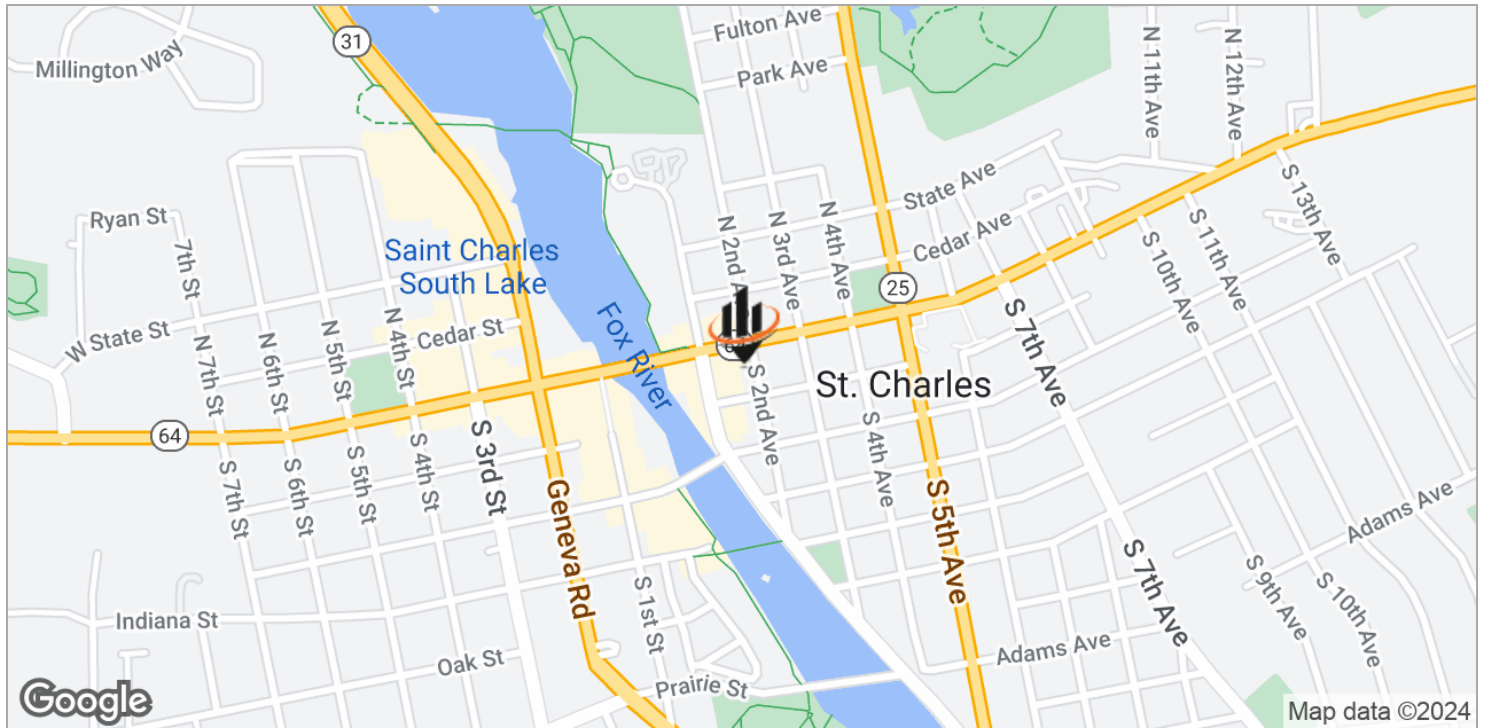 Fulton Ave
31
Millington Way
Park Ave
N 11th Ave
N 12th Ave
State Ave
S 13th Ave
Ryan St
7th St
N 2nd A
N 3rd Ave
N 4th Ave
Cedar Ave
Saint Charles
South Lake
S 11th Ave
S 10th Ave
25
Fox River
W State St
Cedar St
N 7th St
N 6th St
N 5th St
N 4th St
S 7th Ave
St. Charles
S 2nd Ave
64
S 3rd St
S 4th Ave
S 7th St
S 6th St
S 5th St
S 4th St
Geneva Rd
S 5th Ave
Adams Ave
S 7th Ave
S 9th Ave
S 10th Ave
Indiana St
S 1st St
Oak St
Adams Ave
Prairie St
Google
Map data ©2024